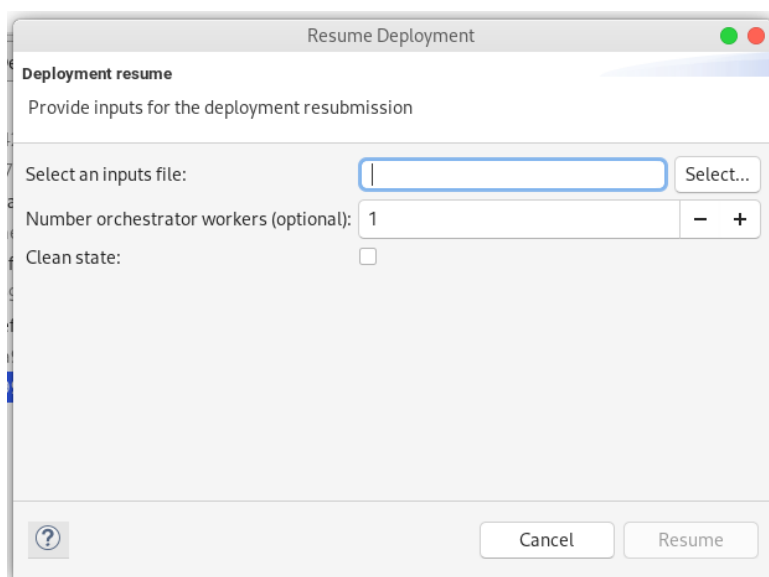 Resume Deployment
Deployment resume
Provide inputs for the deployment resubmission
Select an inputs file:
Select...
Number orchestrator workers (optional): 1 − +
Clean state:
?
Cancel Resume